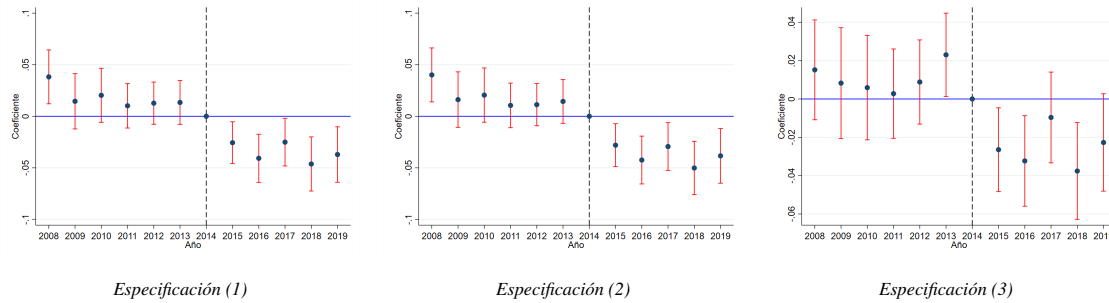 .1
.05
0
-.05
-.1
Coeficiente
2008 2009 2010 2011 2012 2013 2014 2015 2016 2017 2018 2019
Año
Especificación (1)
.1
.05
0
-.05
-.1
Coeficiente
2008 2009 2010 2011 2012 2013 2014 2015 2016 2017 2018 2019
Año
Especificación (2)
.04
.02
0
-.02
-.04
-.06
Coeficiente
2008 2009 2010 2011 2012 2013 2014 2015 2016 2017 2018 201
Año
Especificación (3)